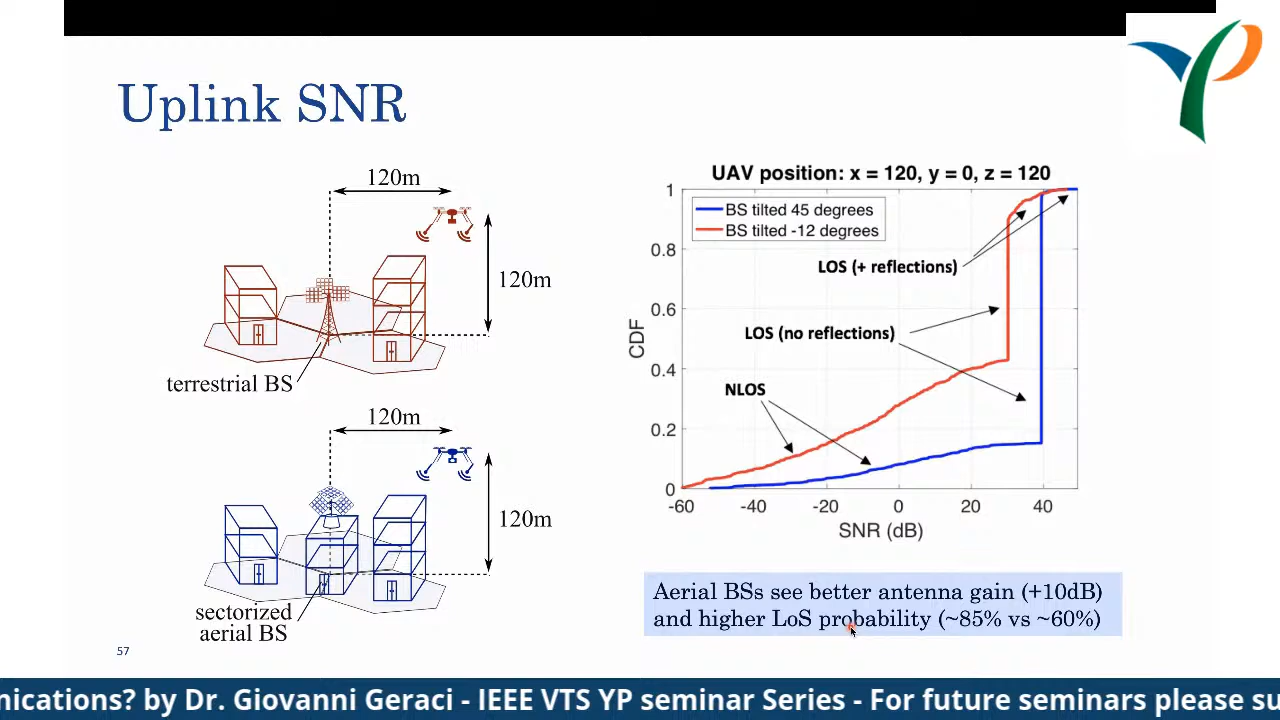 Uplink SNR
120m
120m
terrestrial BS
120m
120m
sectorized
aerial BS
57
UAV position: x = 120, y = 0, z = 120
BS tilted 45 degrees
BS tilted -12 degrees
LOS (+ reflections)
LOS (no reflections)
NLOS
CDF
1
0.8
0.6
0.4
0.2
0
-60 -40 -20 0 20 40
SNR (dB)
Aerial BSs see better antenna gain (+10dB)
and higher LoS probability (~85% vs ~60%)
nications? by Dr. Giovanni Geraci - IEEE VTS YP seminar Series - For future seminars please su